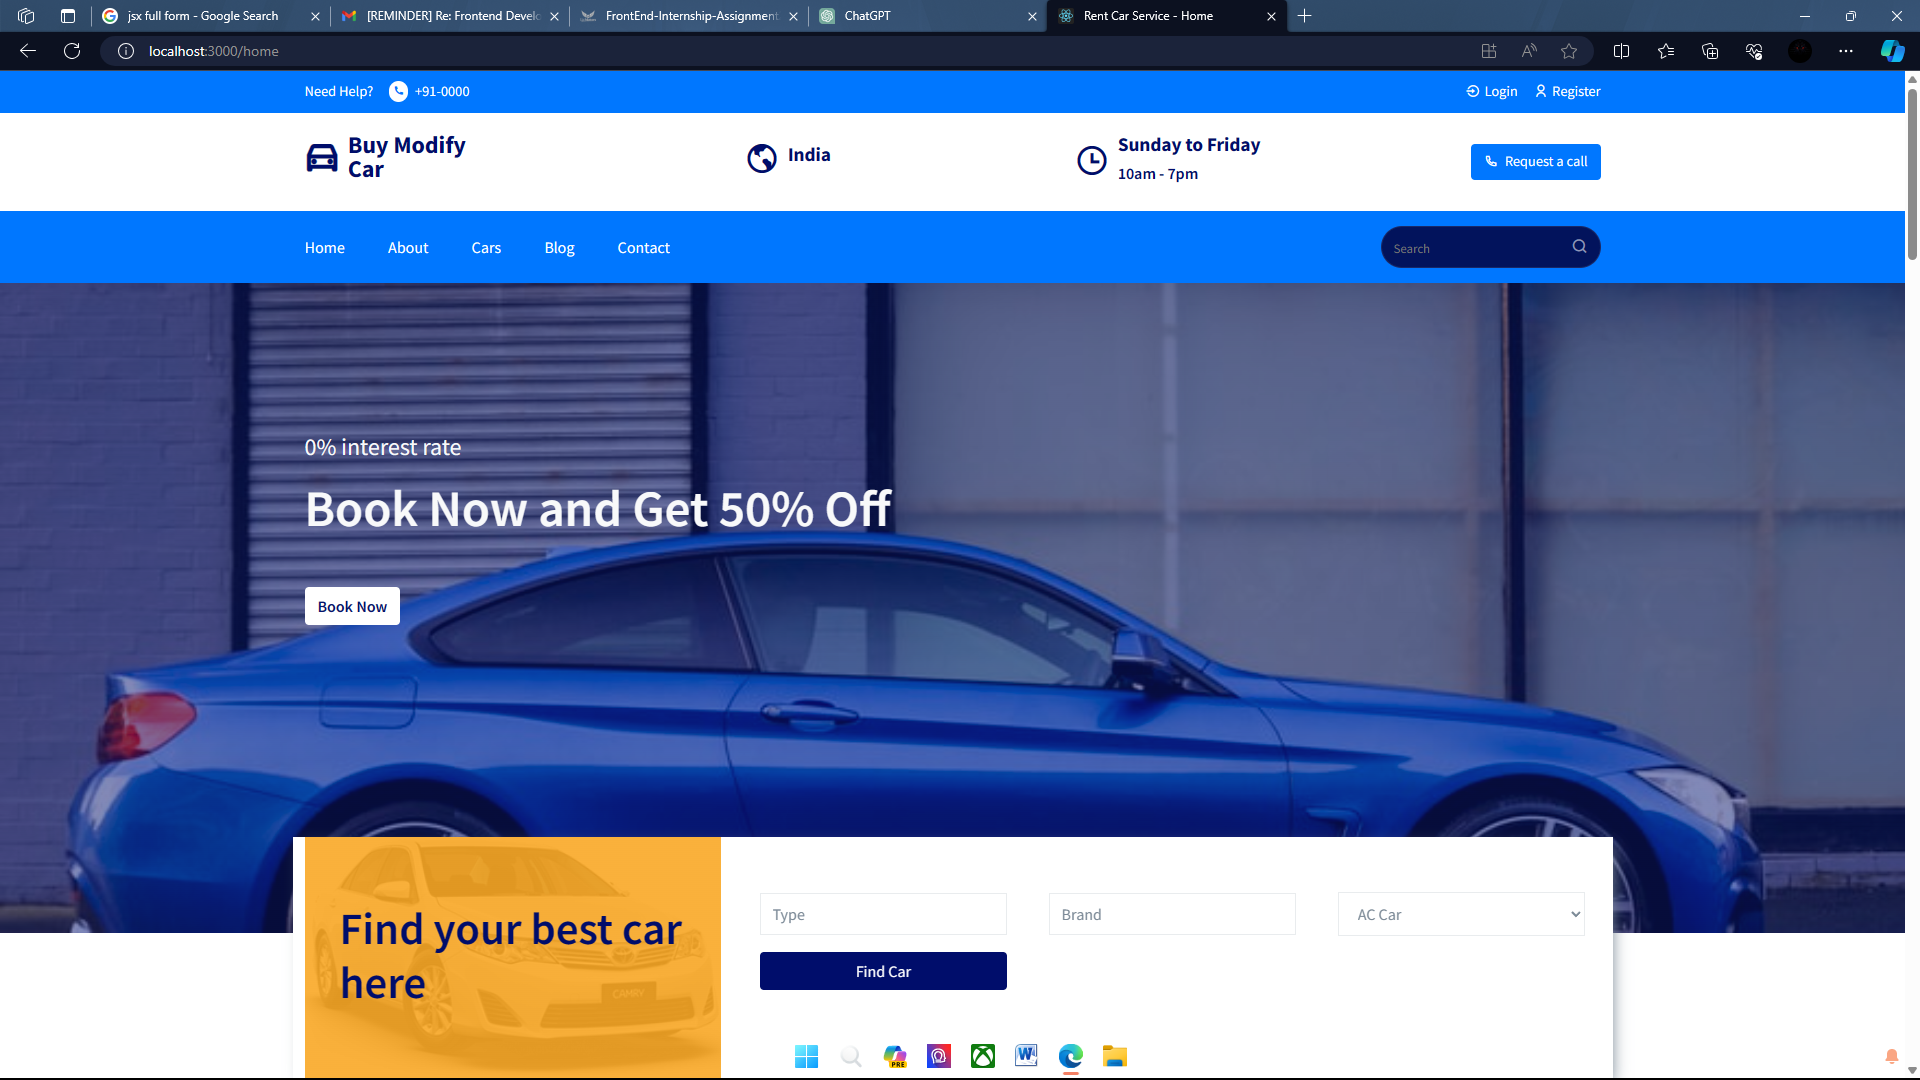 jsx full form - Google Search
[REMINDER] Re: Frontend Develo
FrontEnd-Internship-Assignment
ChatGPT
Rent Car Service - Home
localhost:3000/home
Need Help? +91-0000
Login
Register
Buy Modify
Car
India
Sunday to Friday
10am - 7pm
Request a call
Home
About
Cars
Blog
Contact
Search
0% interest rate
Book Now and Get 50% Off
Book Now
Find your best car
here
CAMRY
Type
Brand
AC Car
Find Car
PRE